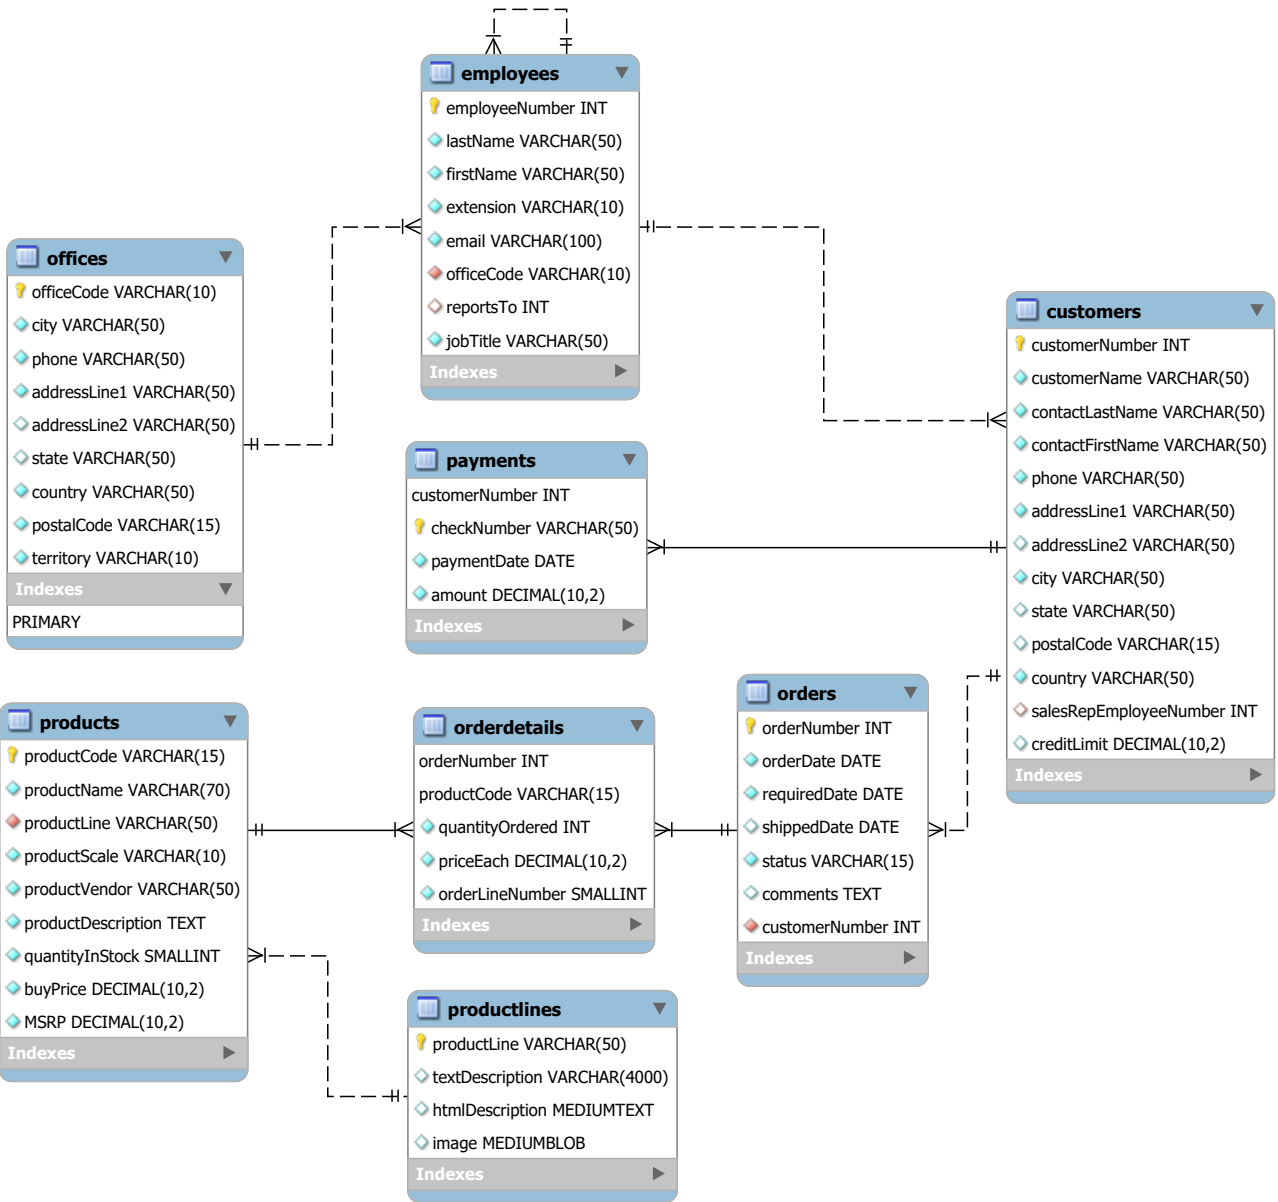 employees
employeeNumber INT
lastName VARCHAR(50)
firstName VARCHAR(50)
extension VARCHAR(10)
email VARCHAR(100)
officeCode VARCHAR(10)
reportsTo INT
jobTitle VARCHAR(50)
Indexes
offices
officeCode VARCHAR(10)
city VARCHAR(50)
phone VARCHAR(50)
addressLine1 VARCHAR(50)
addressLine2 VARCHAR(50)
state VARCHAR(50)
country VARCHAR(50)
postalCode VARCHAR(15)
territory VARCHAR(10)
Indexes
PRIMARY
customers
customerNumber INT
customerName VARCHAR(50)
contactLastName VARCHAR(50)
contactFirstName VARCHAR(50)
phone VARCHAR(50)
addressLine1 VARCHAR(50)
addressLine2 VARCHAR(50)
city VARCHAR(50)
state VARCHAR(50)
postalCode VARCHAR(15)
country VARCHAR(50)
salesRepEmployeeNumber INT
creditLimit DECIMAL(10,2)
Indexes
payments
customerNumber INT
checkNumber VARCHAR(50)
paymentDate DATE
amount DECIMAL(10,2)
Indexes
products
productCode VARCHAR(15)
productName VARCHAR(70)
productLine VARCHAR(50)
productScale VARCHAR(10)
productVendor VARCHAR(50)
productDescription TEXT
quantityInStock SMALLINT
buyPrice DECIMAL(10,2)
MSRP DECIMAL(10,2)
Indexes
orderdetails
orderNumber INT
productCode VARCHAR(15)
quantityOrdered INT
priceEach DECIMAL(10,2)
orderLineNumber SMALLINT
Indexes
orders
orderNumber INT
orderDate DATE
requiredDate DATE
shippedDate DATE
status VARCHAR(15)
comments TEXT
customerNumber INT
Indexes
productlines
productLine VARCHAR(50)
textDescription VARCHAR(4000)
htmlDescription MEDIUMTEXT
image MEDIUMBLOB
Indexes